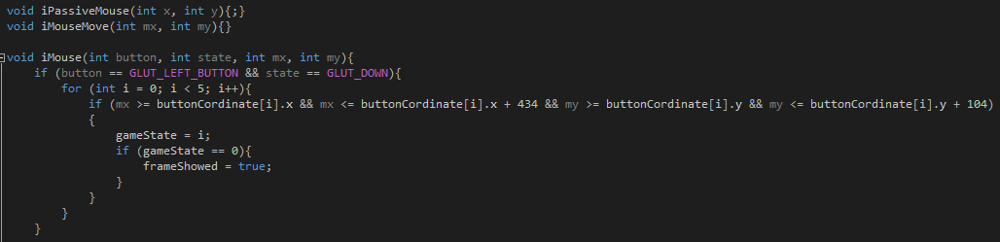 void iPassiveMouse(int x, int y){;}
void iMouseMove(int mx, int my){}
void iMouse(int button, int state, int mx, int my){
if (button == GLUT_LEFT_BUTTON && state == GLUT_DOWN){
for (int i = 0; i < 5; i++){
if (mx >= buttonCordinate[i].x && mx <= buttonCordinate[i].x + 434 && my >= buttonCordinate[i].y && my <= buttonCordinate[i].y + 104)
{
gameState = i;
if (gameState == 0){
frameShowed = true;
}
}
}
}